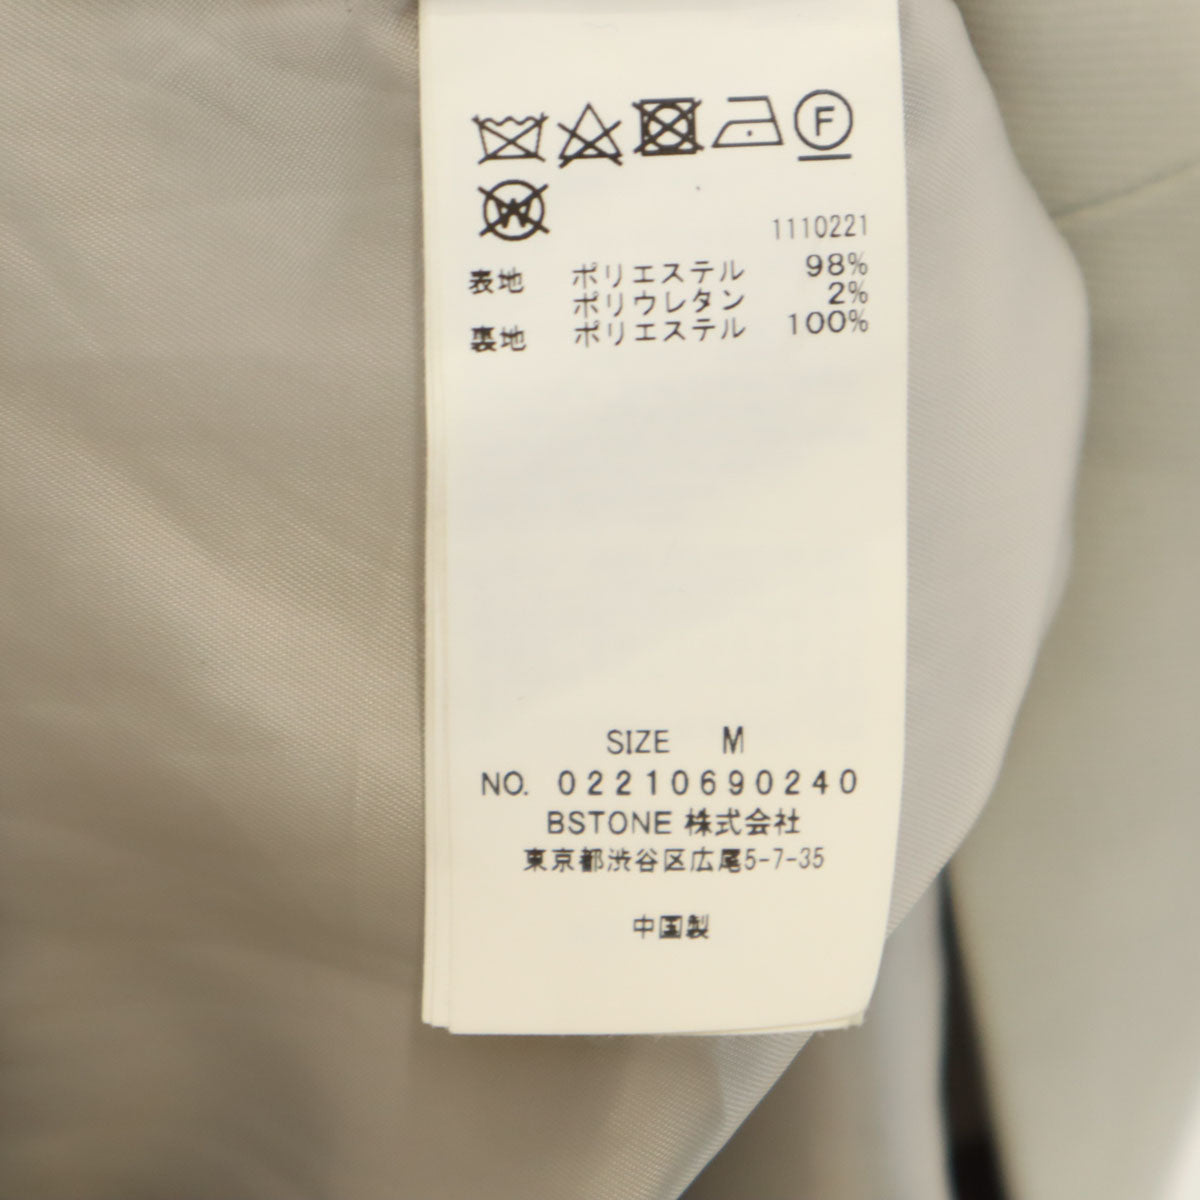 F
W
1110221
表地 ポリエステル 98%
ポリウレタン 2%
裏地 ポリエステル 100%
SIZE M
NO. 02210690240
BSTONE 株式会社
東京都渋谷区広尾5-7-35
中国製